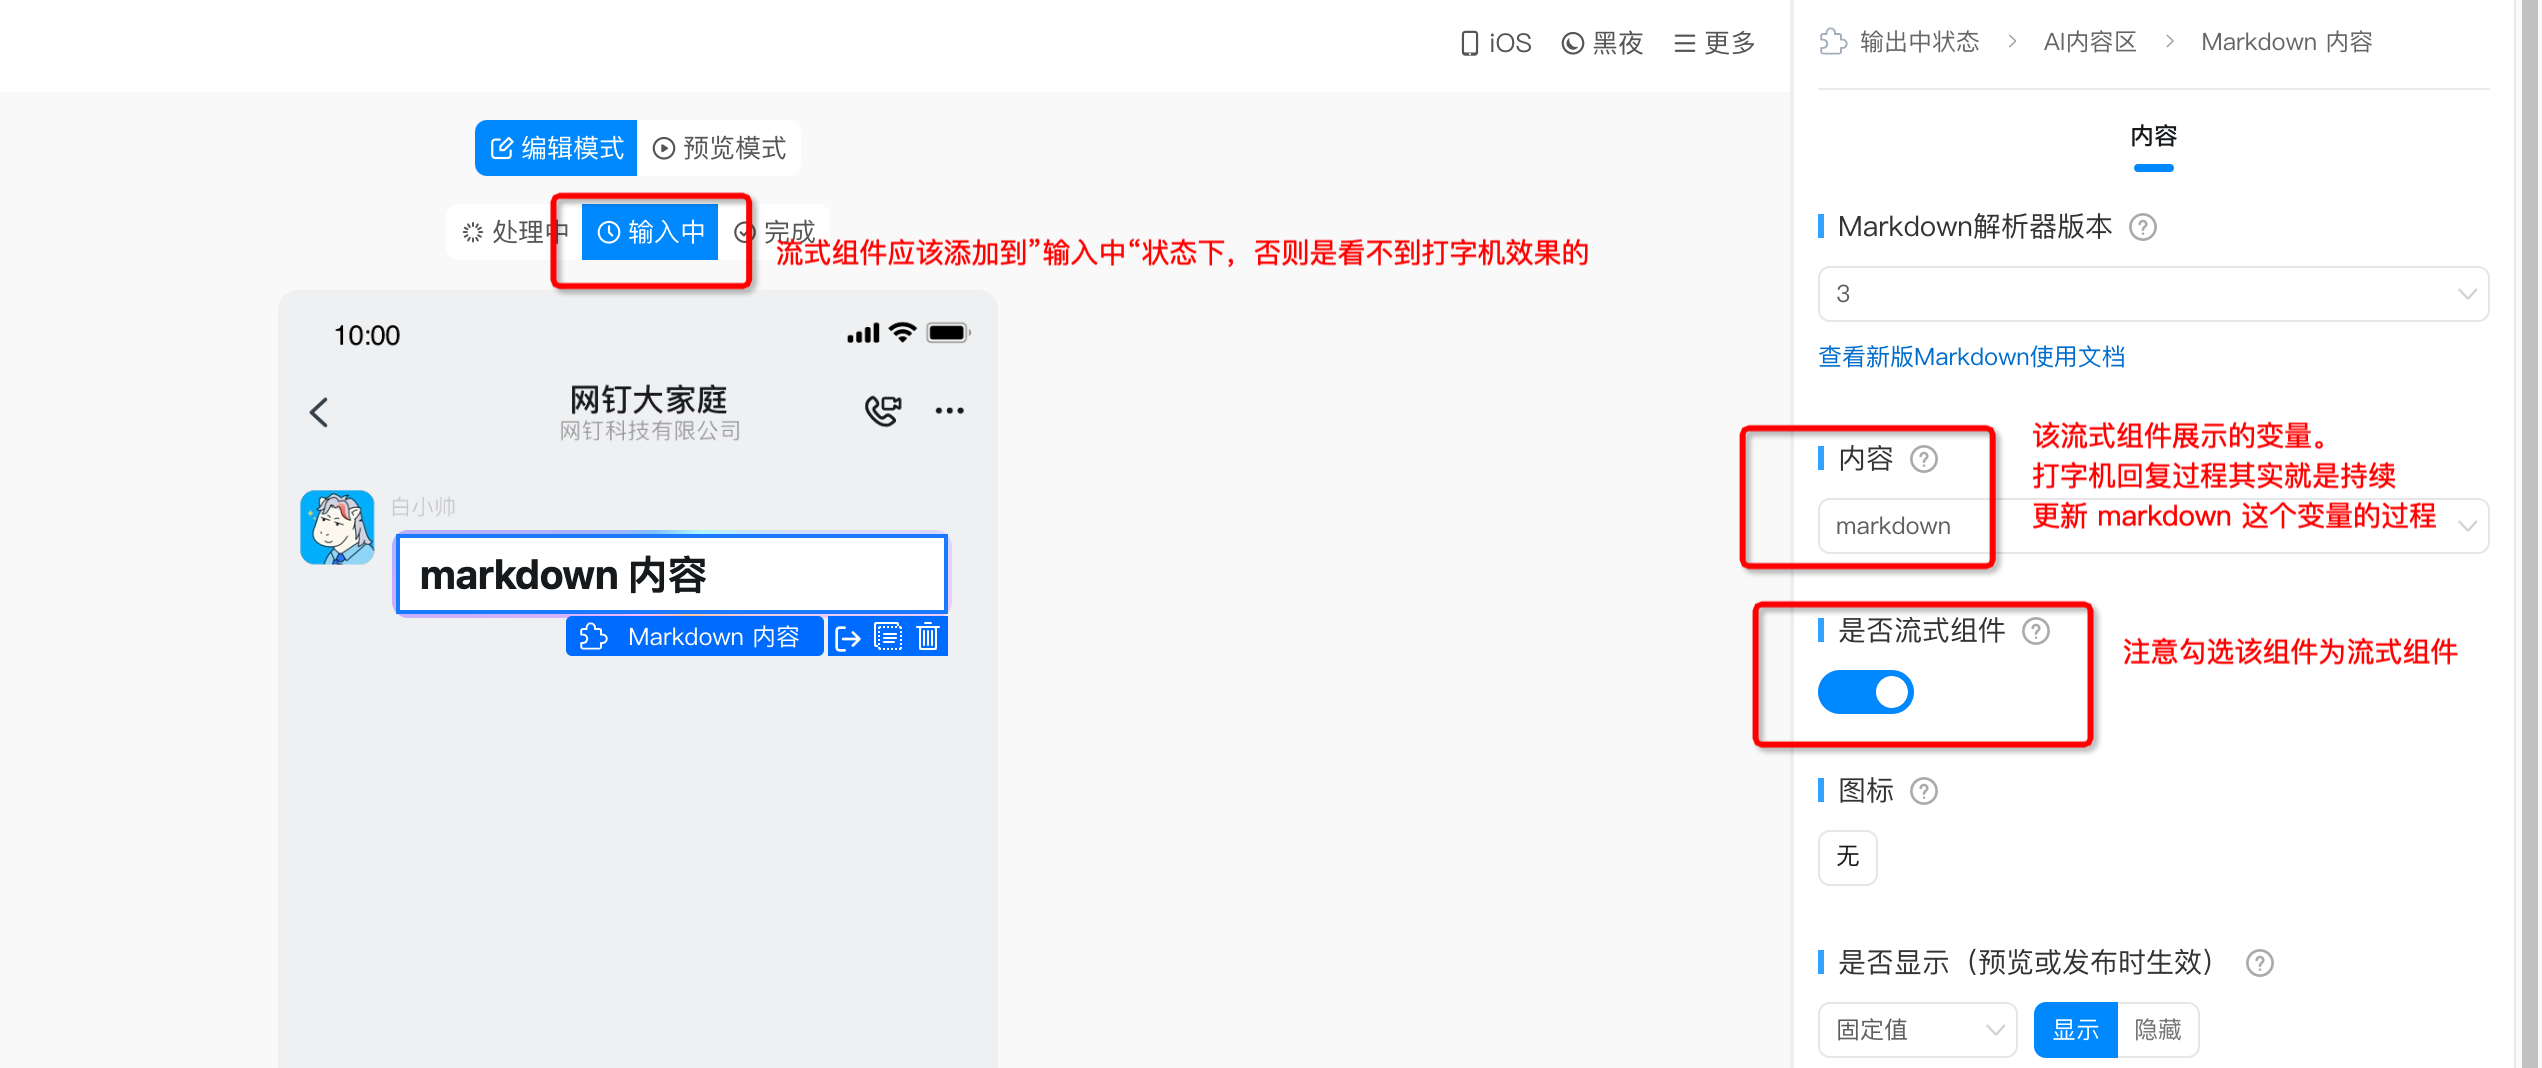 iOS 黑夜 更多
输出中状态 > AI内容区 > Markdown 内容
编辑模式 预览模式
内容
处理中 输入中 完成
流式组件应该添加到”输入中“状态下，否则是看不到打字机效果的
Markdown解析器版本
3
查看新版Markdown使用文档
10:00
网钉大家庭
网钉科技有限公司
白小帅
markdown 内容
Markdown 内容
内容
markdown
该流式组件展示的变量。
打字机回复过程其实就是持续
更新 markdown 这个变量的过程
是否流式组件
注意勾选该组件为流式组件
图标
无
是否显示（预览或发布时生效）
固定值 显示 隐藏